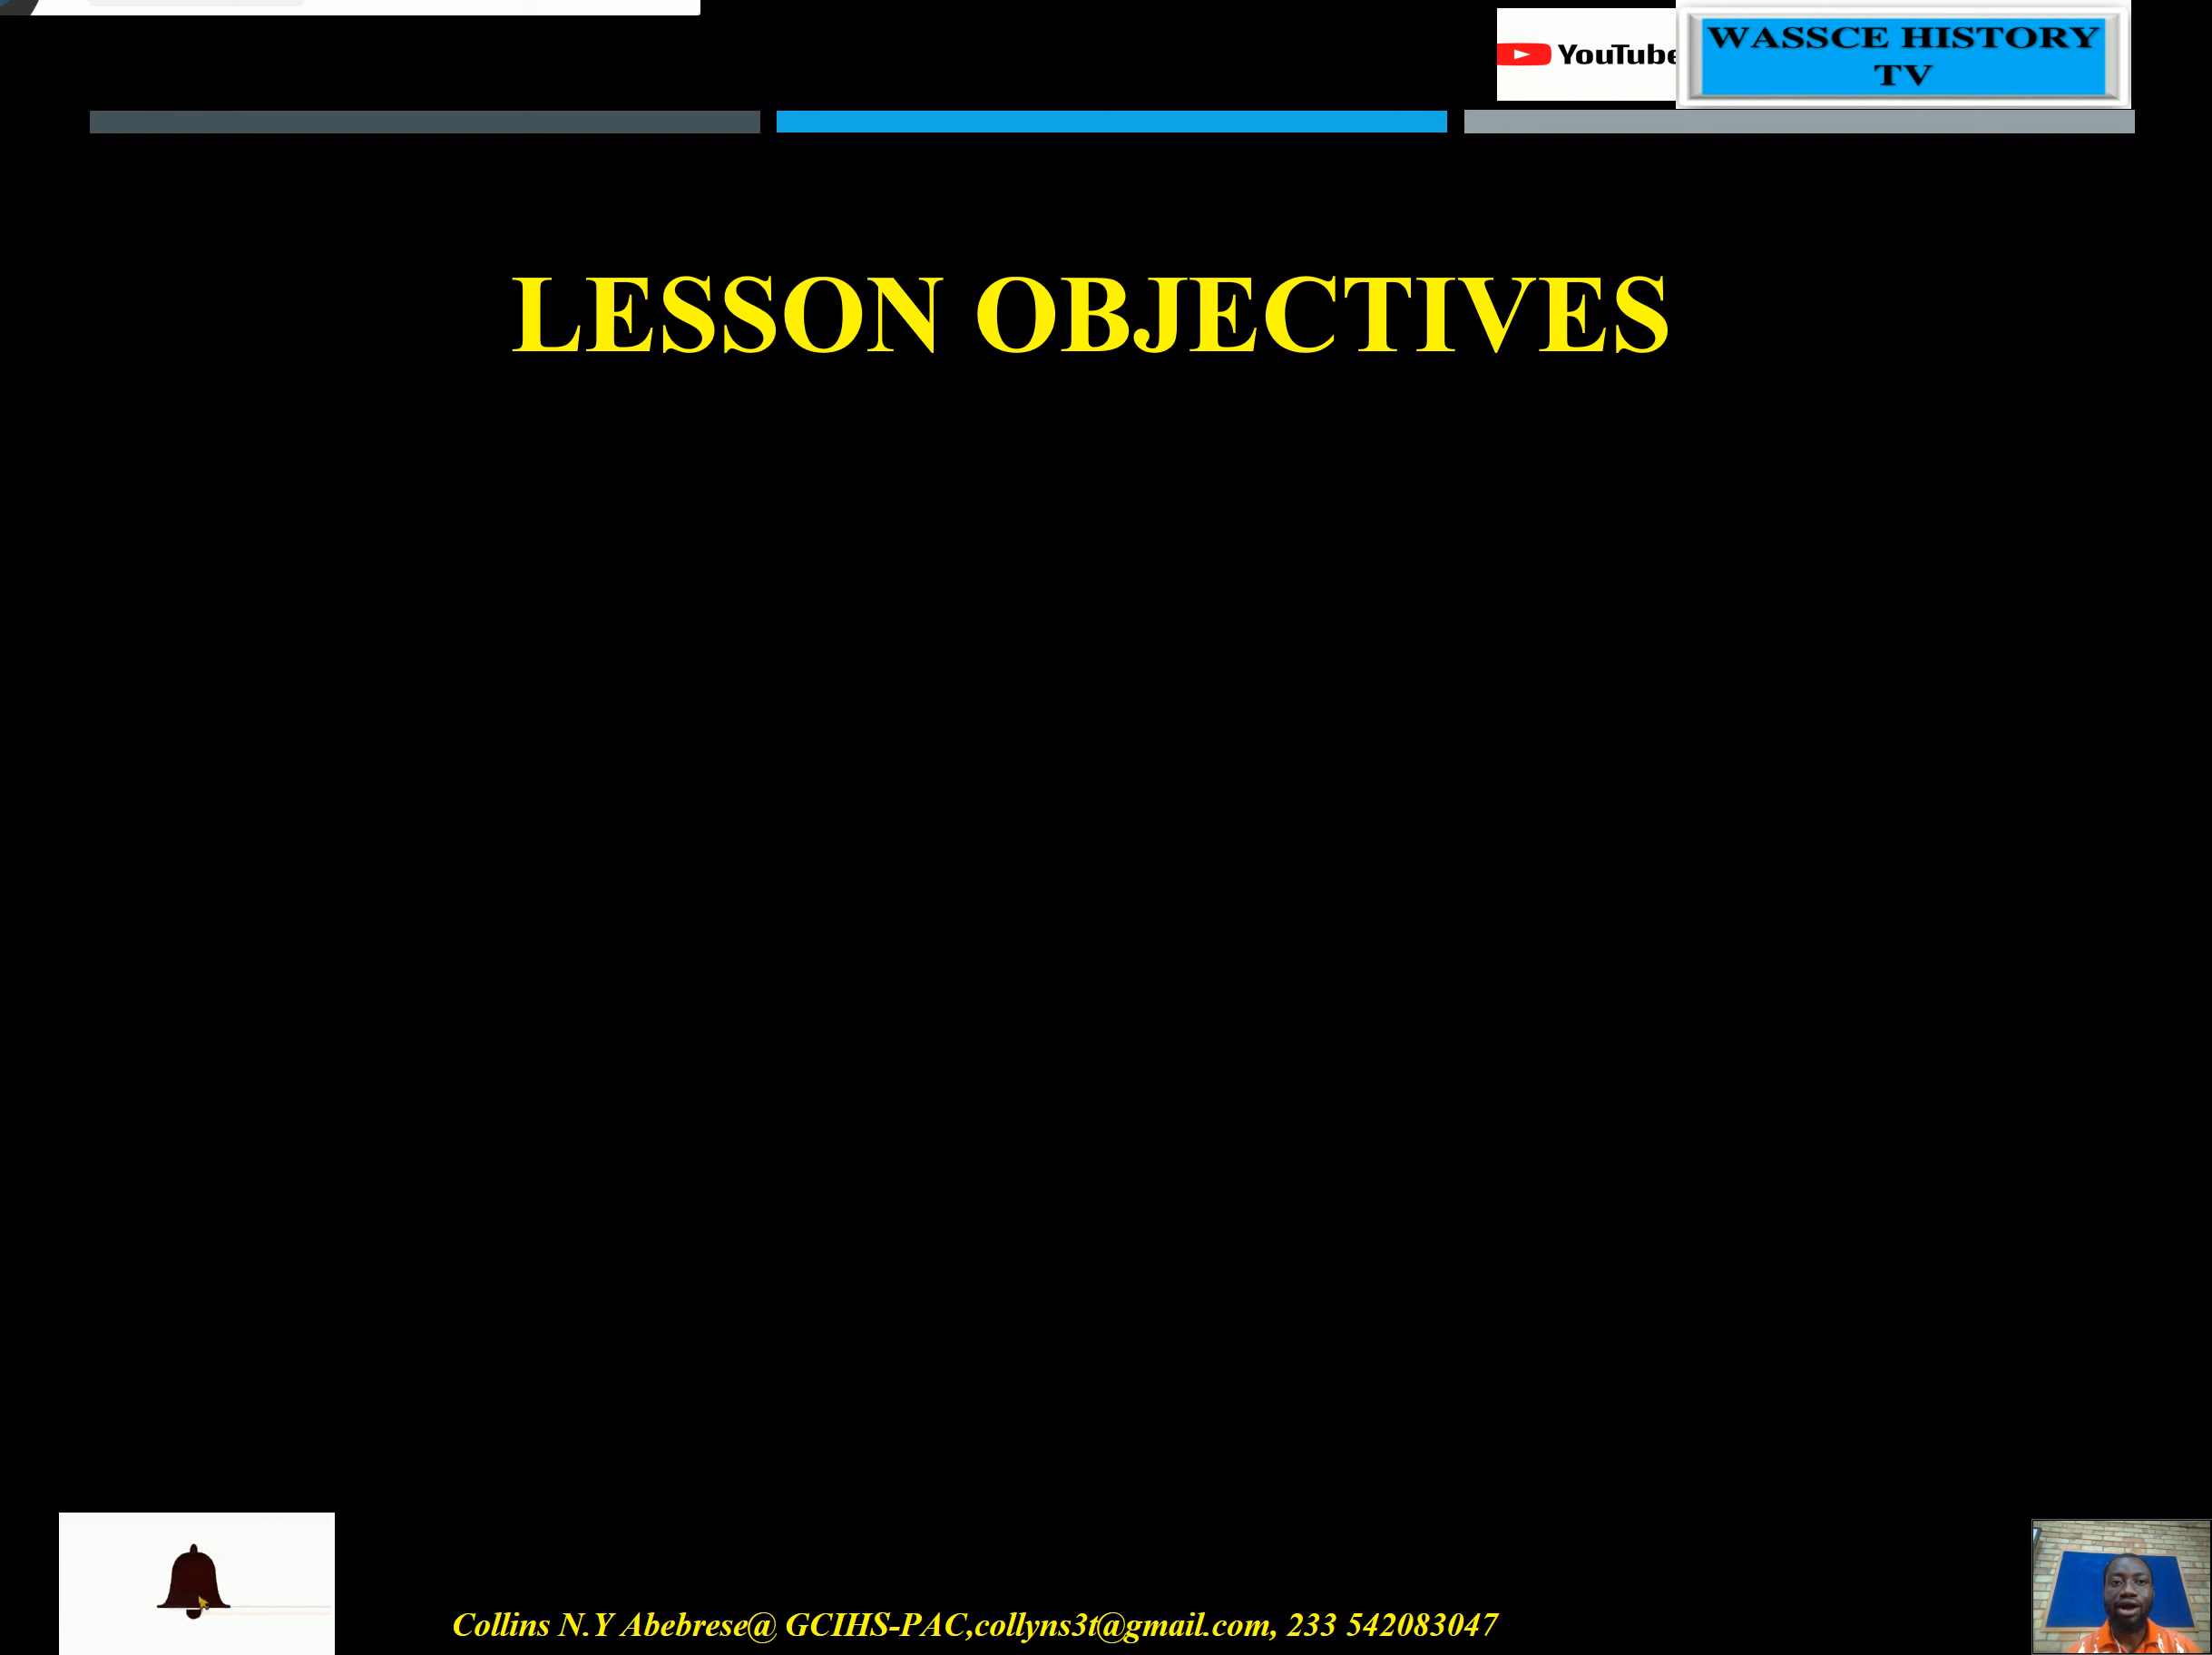 YouTube
WASSCE HISTORY
TV
LESSON OBJECTIVES
Collins N.Y Abebrese@ GCIHS-PAC,collyns3t@gmail.com, 233 542083047